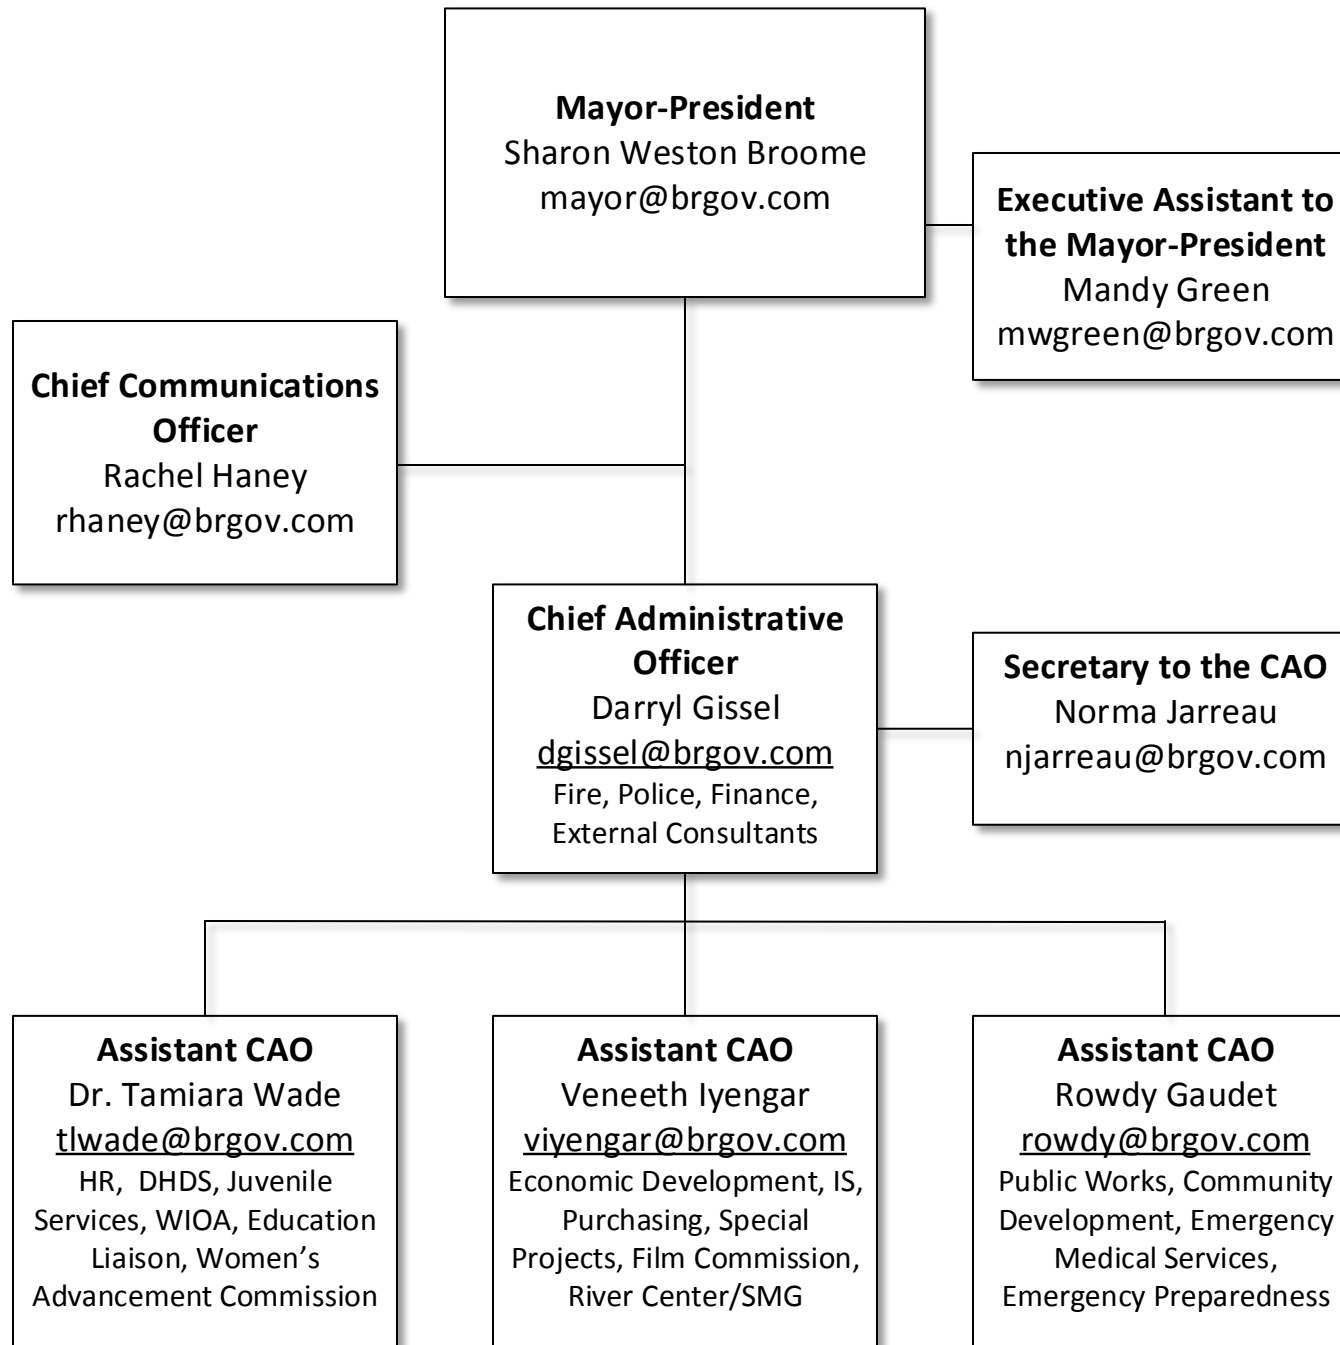 Mayor-President
Sharon Weston Broome
mayor@brgov.com
Executive Assistant to
the Mayor-President
Mandy Green
mwgreen@brgov.com
Chief Communications
Officer
Rachel Haney
rhaney@brgov.com
Chief Administrative
Officer
Darryl Gissel
dgissel@brgov.com
Fire, Police, Finance,
External Consultants
Secretary to the CAO
Norma Jarreau
njarreau@brgov.com
Assistant CAO
Dr. Tamiara Wade
tlwade@brgov.com
HR, DHDS, Juvenile
Services, WIOA, Education
Liaison, Women’s
Advancement Commission
Assistant CAO
Veneeth Iyengar
viyengar@brgov.com
Economic Development, IS,
Purchasing, Special
Projects, Film Commission,
River Center/SMG
Assistant CAO
Rowdy Gaudet
rowdy@brgov.com
Public Works, Community
Development, Emergency
Medical Services,
Emergency Preparedness